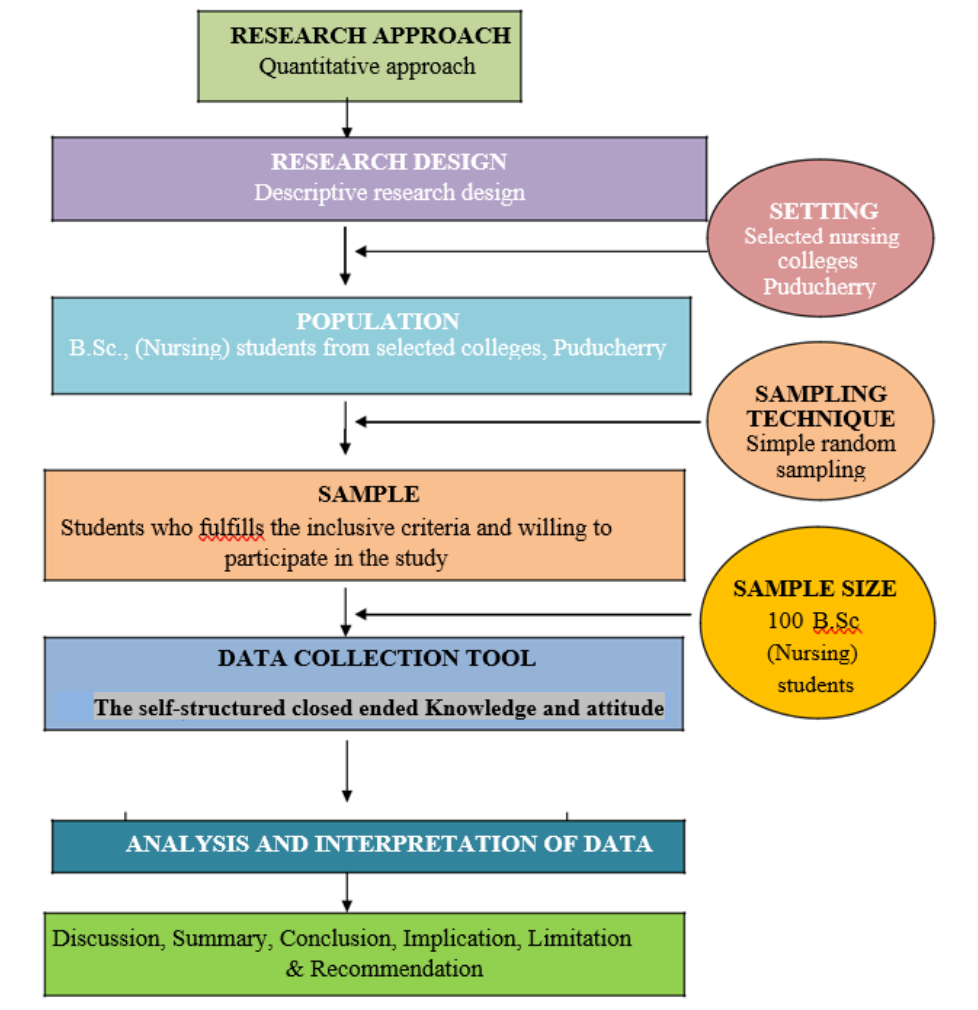 RESEARCH APPROACH
Quantitative approach
RESEARCH DESIGN
Descriptive research design
SETTING
Selected nursing
colleges
Puducherry
POPULATION
B.Sc., (Nursing) students from selected colleges, Puducherry
SAMPLING
TECHNIQUE
Simple random
sampling
SAMPLE
Students who fulfills the inclusive criteria and willing to
participate in the study
SAMPLE SIZE
100 B.Sc
(Nursing)
students
DATA COLLECTION TOOL
The self-structured closed ended Knowledge and attitude
ANALYSIS AND INTERPRETATION OF DATA
Discussion, Summary, Conclusion, Implication, Limitation
& Recommendation